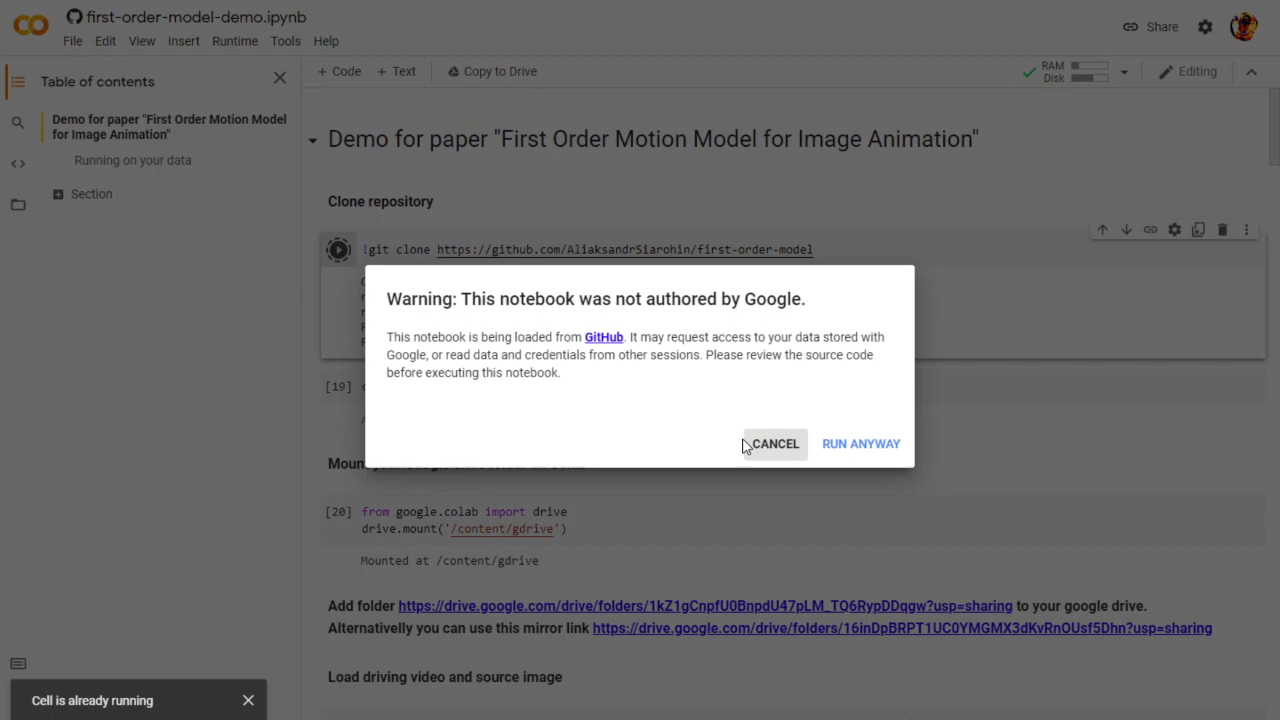 first-order-model-demo.ipynb
Share
File Edit View Insert Runtime Tools Help
Table of contents
+ Code + Text Copy to Drive
RAM
Disk
Editing
Demo for paper "First Order Motion Model
for Image Animation"
Running on your data
Section
Demo for paper "First Order Motion Model for Image Animation"
Clone repository
!git clone https://github.com/AliaksandrSiarohin/first-order-model
Warning: This notebook was not authored by Google.
This notebook is being loaded from GitHub. It may request access to your data stored with
Google, or read data and credentials from other sessions. Please review the source code
before executing this notebook.
CANCEL RUN ANYWAY
[19]
[20] from google.colab import drive
drive.mount('/content/gdrive')
Mounted at /content/gdrive
Add folder https://drive.google.com/drive/folders/1kZ1gCnpfU0BnpdU47pLM_TQ6RypDDqgw?usp=sharing to your google drive.
Alternativelly you can use this mirror link https://drive.google.com/drive/folders/16inDpBRPT1UC0YMGMX3dKvRnOUsf5Dhn?usp=sharing
Load driving video and source image
Cell is already running